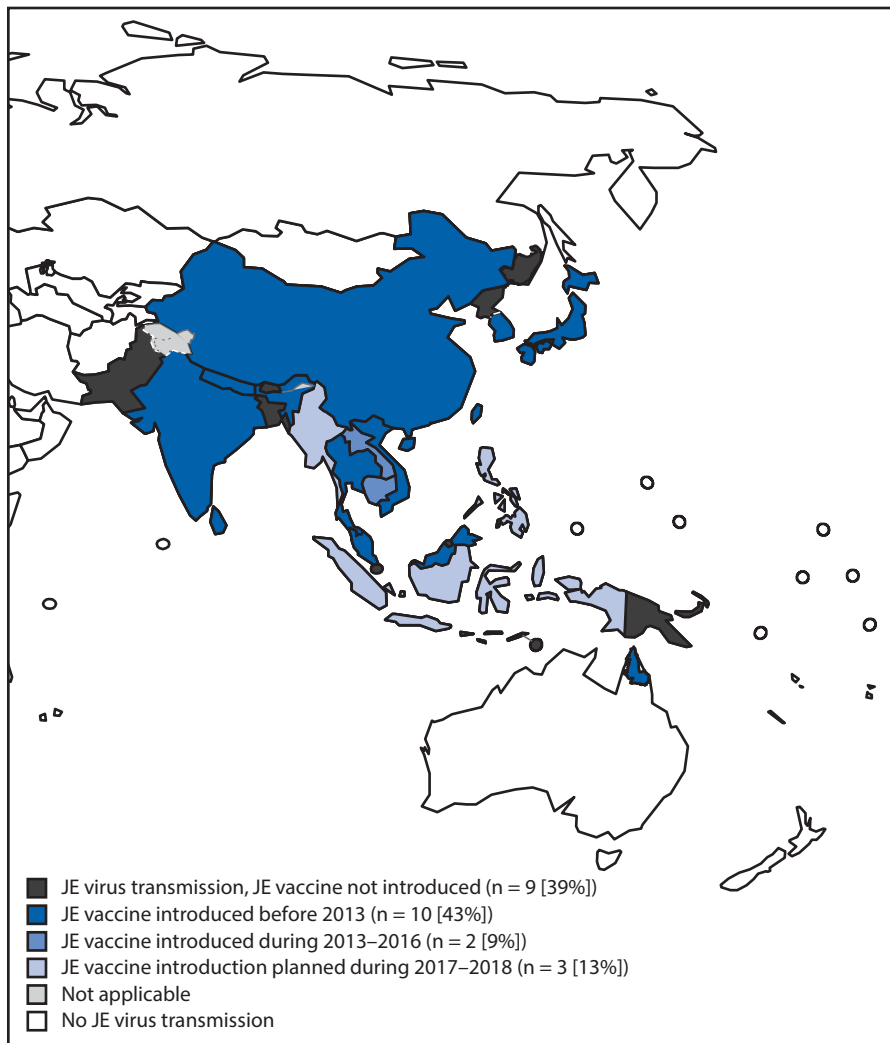 JE virus transmission, JE vaccine not introduced (n = 9 [39%])
JE vaccine introduced before 2013 (n = 10 [43%])
JE vaccine introduced during 2013–2016 (n = 2 [9%])
JE vaccine introduction planned during 2017–2018 (n = 3 [13%])
Not applicable
No JE virus transmission